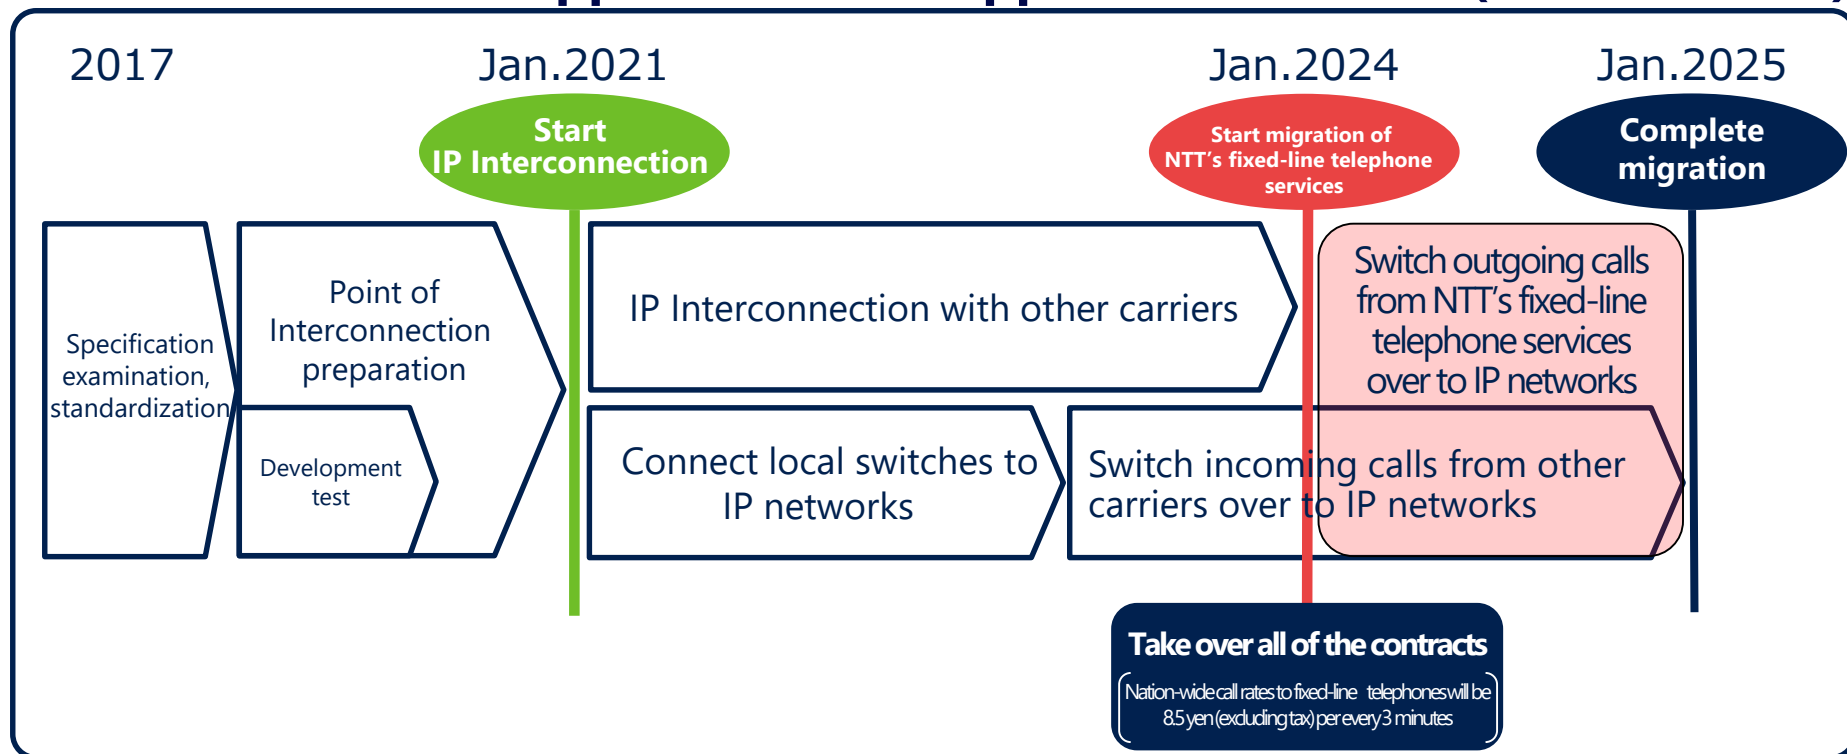 2017
Jan.2021
Jan.2024
Jan.2025
Start
IP Interconnection
Start migration of
NTT’s fixed-line telephone
services
Complete
migration
Specification
examination,
standardization
Point of
Interconnection
preparation
Development
test
IP Interconnection with other carriers
Connect local switches to
IP networks
Switch outgoing calls
from NTT’s fixed-line
telephone services
over to IP networks
Switch incoming calls from other
carriers over to IP networks
Take over all of the contracts
Nation-wide call rates to fixed-line telephones will be
8.5 yen (excluding tax) per every 3 minutes